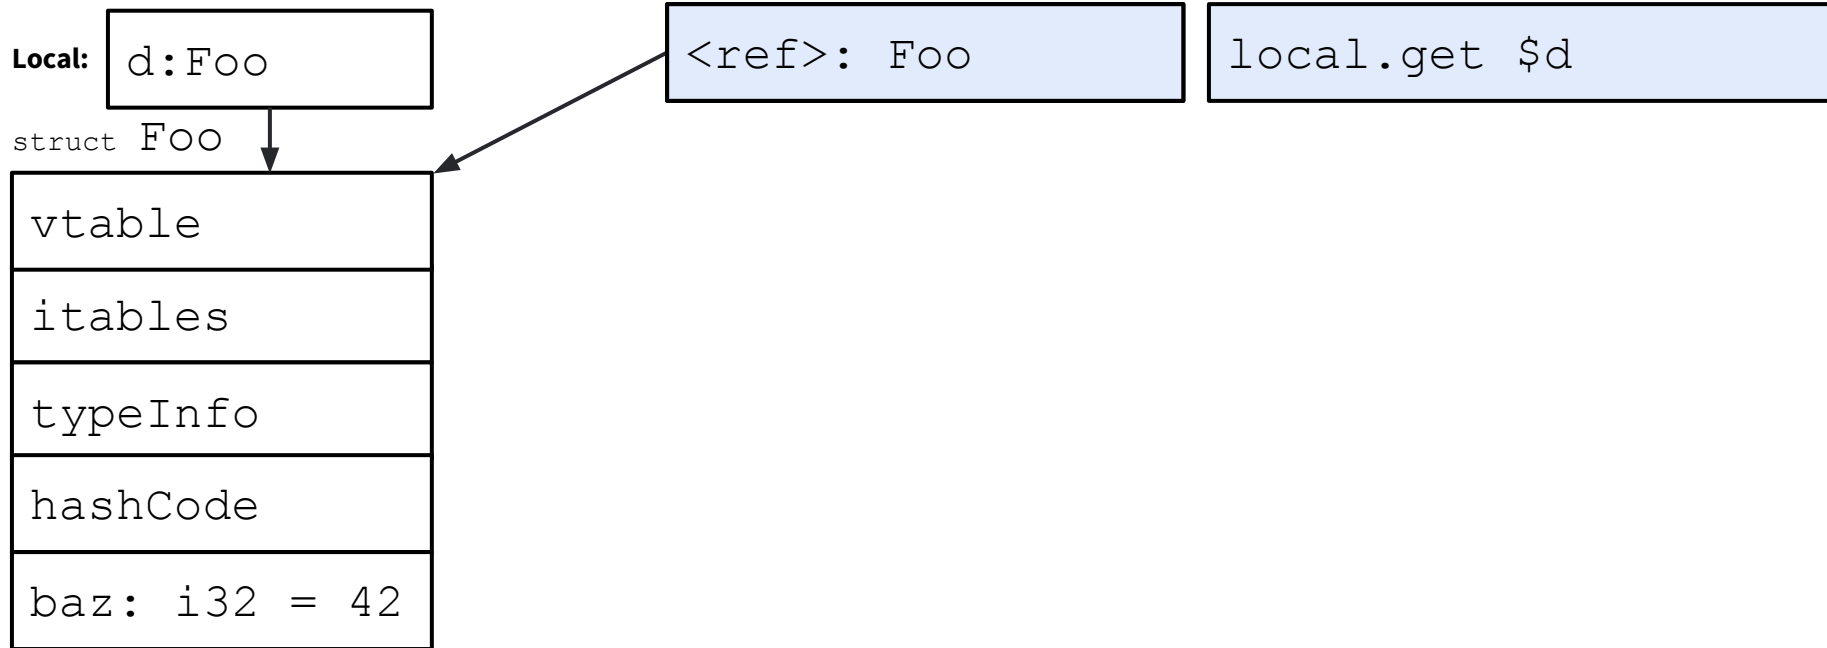 Local:
d:Foo
<ref>: Foo
local.get $d
struct Foo
vtable
itables
typeInfo
hashCode
baz: i32 = 42